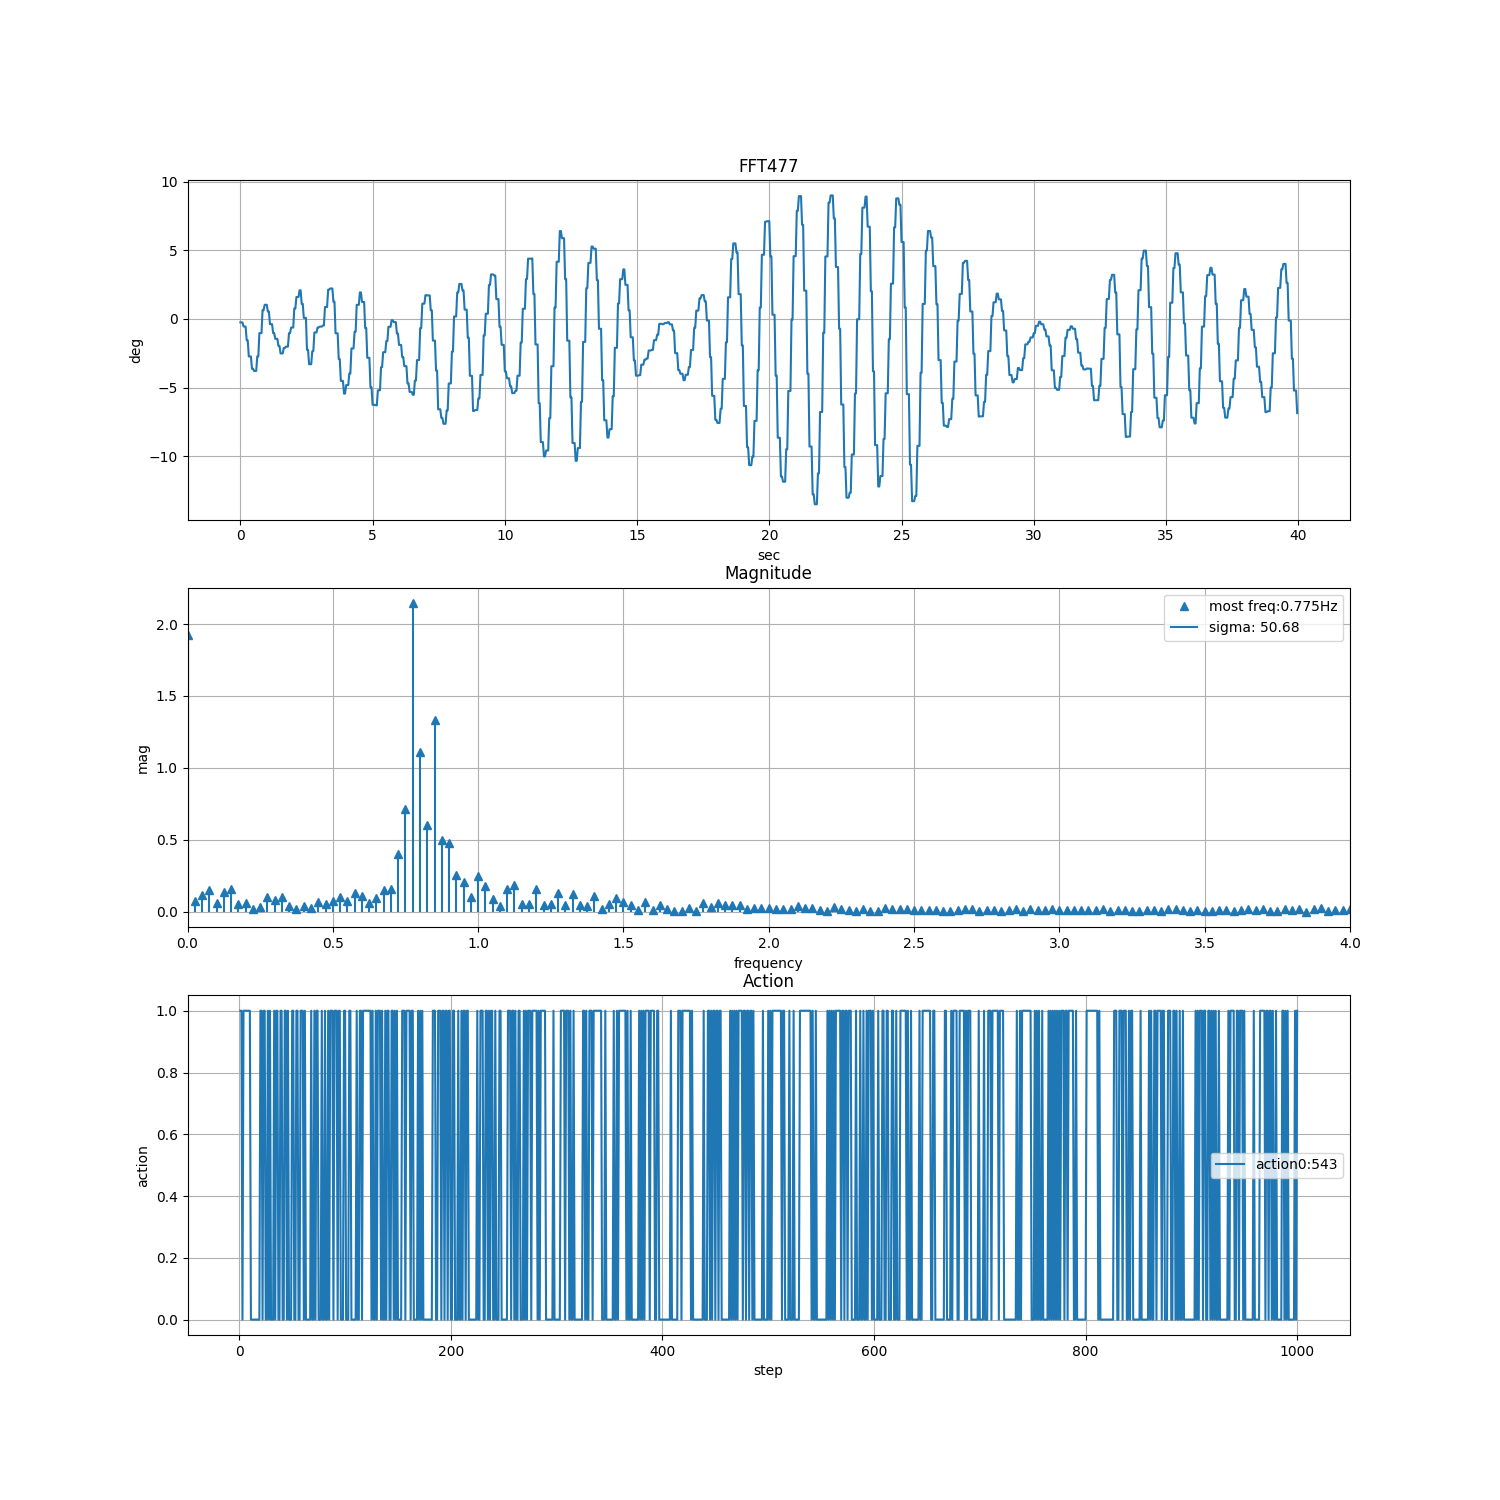 FFT477
10
5
0
−5
−10
deg
0 5 10 15 20 25 30 35 40
sec
Magnitude
most freq:0.775Hz
sigma: 50.68
2.0
1.5
1.0
0.5
0.0
mag
0.0 0.5 1.0 1.5 2.0 2.5 3.0 3.5 4.0
frequency
Action
1.0
0.8
0.6
0.4
0.2
0.0
action
action0:543
0 200 400 600 800 1000
step